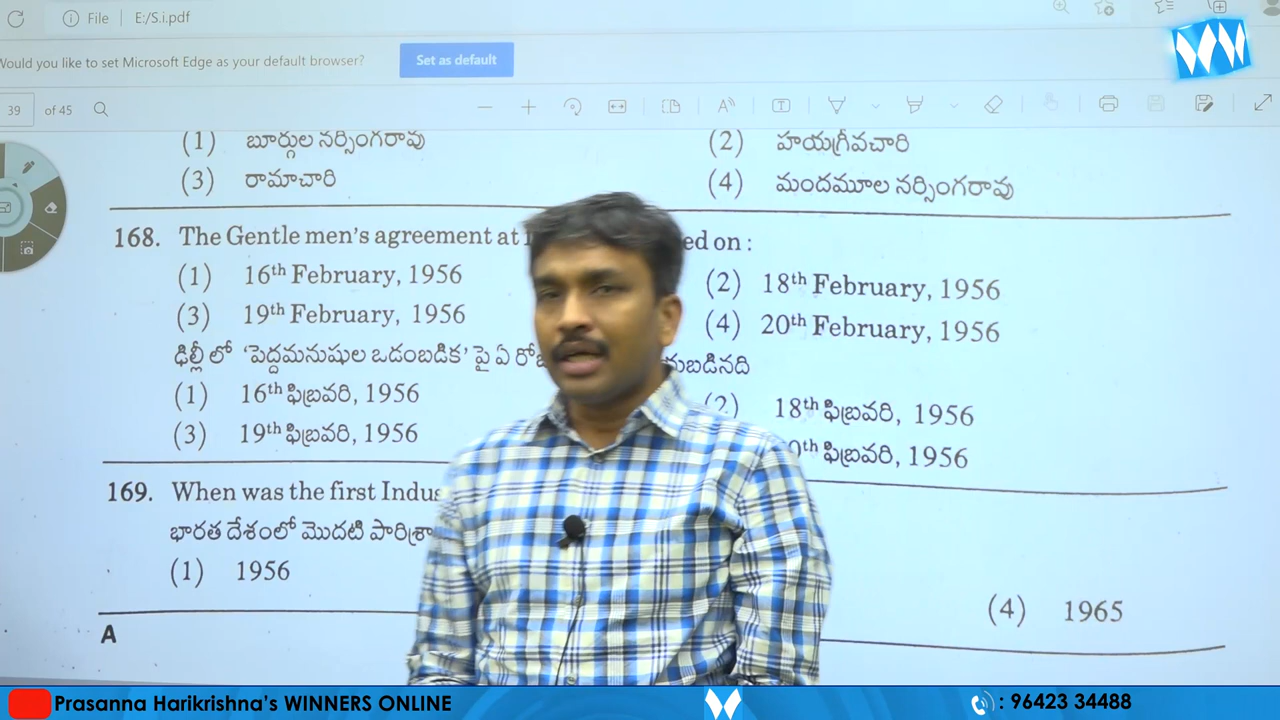 File E:/S.i.pdf
Would you like to set Microsoft Edge as your default browser? Set as default
39 of 45
(1) బూర్గుల నర్సింగరావు (2) హయగ్రీవచారి
(3) రామాచారి (4) మందమూల నర్సింగరావు
168. The Gentle men's agreement at ed on :
(1) 16th February, 1956 (2) 18th February, 1956
(3) 19th February, 1956 (4) 20th February, 1956
ఢిల్లీ లో 'పెద్దమనుషుల ఒడంబడిక' పై ఏ
(1) 16th ఫిబ్రవరి, 1956 (2) 18th ఫిబ్రవరి, 1956
(3) 19th ఫిబ్రవరి, 1956 0th ఫిబ్రవరి, 1956
169. When was the first Indus
భారత దేశంలో మొదటి
(1) 1956 (4) 1965
A
Prasanna Harikrishna's WINNERS ONLINE : 96423 34488